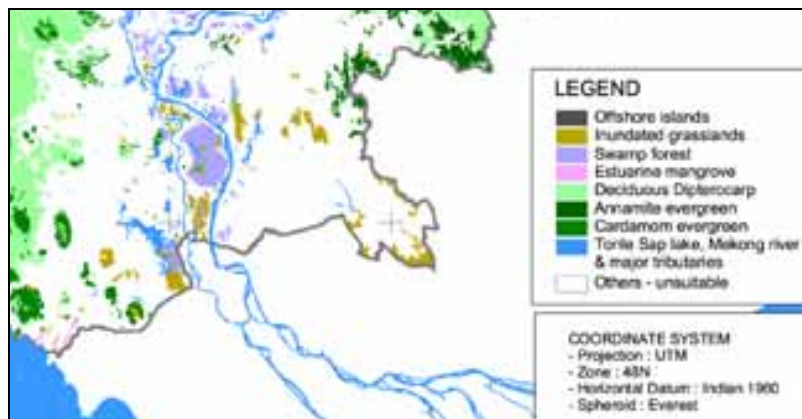 LEGEND
Offshore islands
Inundated grasslands
Swamp forest
Estuarine mangrove
Deciduous Dipterocarp
Annamite evergreen
Cardamom evergreen
Tonle Sap lake, Mekong river
& major tributaries
Others - unsuitable
COORDINATE SYSTEM
- Projection : UTM
- Zone : 48N
- Horizontal Datum : Indian 1960
- Spheroid : Everest